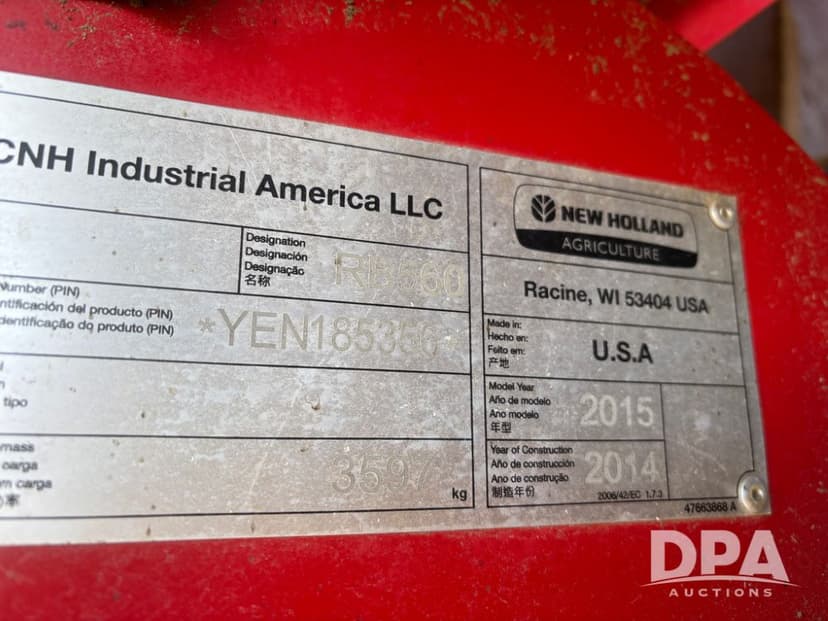 CNH Industrial America LLC
Designation
Designación
Designação
名称
RB560
Number (PIN)
ntificación del producto (PIN)
dentificação do produto (PIN)
*YEN185356*
tipo
mass
carga
m carga
kg
NEW HOLLAND
AGRICULTURE
Racine, WI 53404 USA
Made in:
Hecho en:
Feito em:
产地
U.S.A
Model Year
Año de modelo
Ano modelo
年型
2015
Year of Construction
Año de construcción
Ano de construção
制造年份
2014
2006/42/EC 1.7.3
47663868 A
DPA
AUCTIONS